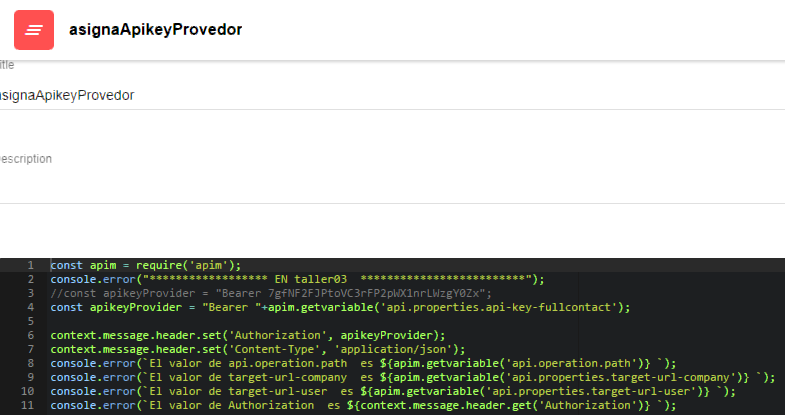 asignaApikeyProvedor
itle
signaApikeyProvedor
escription
1 const apim = require('apim');
2 console.error("****************** EN taller03  *************************");
3 //const apikeyProvider = "Bearer 7gfNF2FJPtoVC3rFP2pWX1nrLWzgY0Zx";
4 const apikeyProvider = "Bearer "+apim.getvariable('api.properties.api-key-fullcontact');
5
6 context.message.header.set('Authorization', apikeyProvider);
7 context.message.header.set('Content-Type', 'application/json');
8 console.error(`El valor de api.operation.path  es ${apim.getvariable('api.operation.path')} `);
9 console.error(`El valor de target-url-company  es ${apim.getvariable('api.properties.target-url-company')} `);
10 console.error(`El valor de target-url-user  es ${apim.getvariable('api.properties.target-url-user')} `);
11 console.error(`El valor de Authorization  es ${context.message.header.get('Authorization')} `);